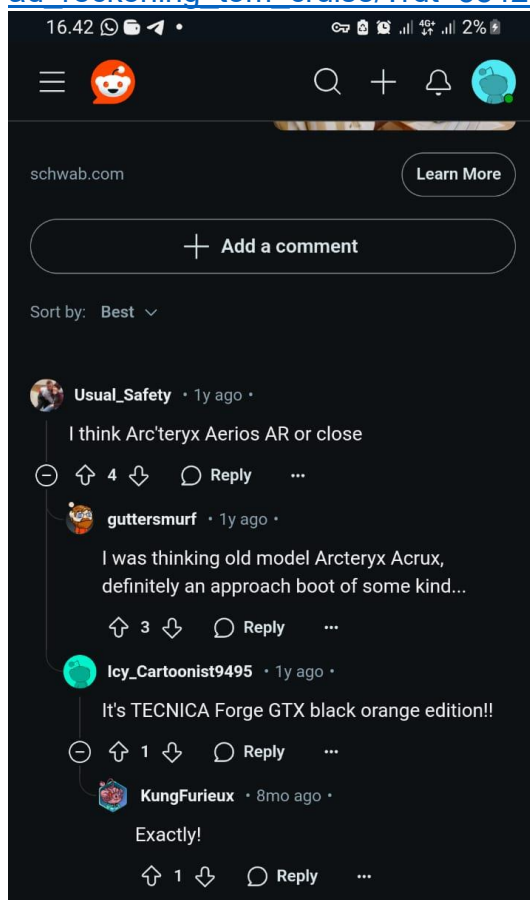 16.42 4G+ 2%
schwab.com
Learn More
Add a comment
Sort by: Best
Usual_Safety • 1y ago •
I think Arc'teryx Aerios AR or close
4 Reply ...
guttersmurf • 1y ago •
I was thinking old model Arcteryx Acrux,
definitely an approach boot of some kind...
3 Reply ...
Icy_Cartoonist9495 • 1y ago •
It's TECNICA Forge GTX black orange edition!!
1 Reply ...
KungFurieux • 8mo ago •
Exactly!
1 Reply ...